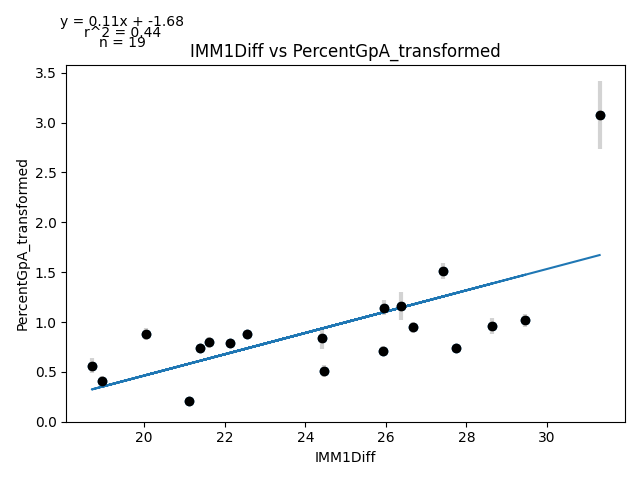 y = 0.11x + -1.68
r^2 = 0.44
n = 19
IMM1Diff vs PercentGpA_transformed
3.5
3.0
2.5
2.0
1.5
1.0
0.5
0.0
PercentGpA_transformed
20 22 24 26 28 30
IMM1Diff